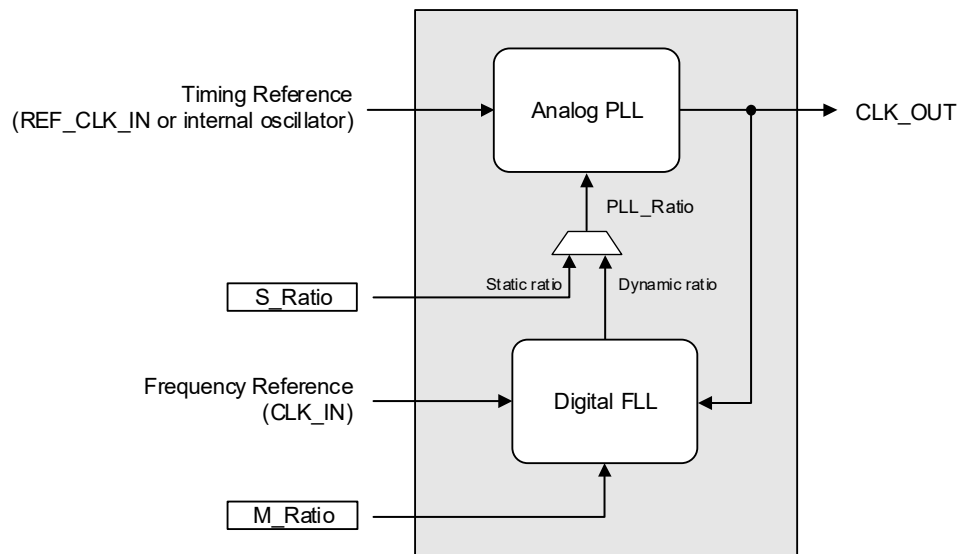 Timing Reference
(REF_CLK_IN or internal oscillator)
Analog PLL
CLK_OUT
PLL_Ratio
Static ratio
Dynamic ratio
S_Ratio
Frequency Reference
(CLK_IN)
Digital FLL
M_Ratio